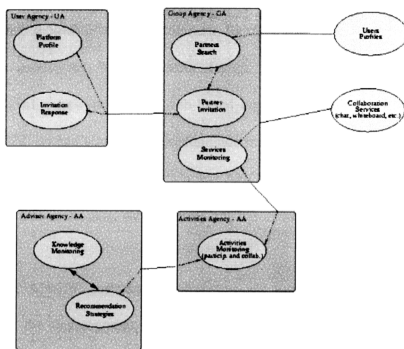 User Agency - UA
Platform
Profile
Invitation
Response
Group Agency - GA
Partners
Search
Partner
Invitation
Services
Monitoring
Users
Profiles
Collaboration
Services
(chat, whiteboard, etc.)
Advisor Agency - AA
Knowledge
Monitoring
Recommendation
Strategies
Activities Agency - AA
Activities
Monitoring
(particip. and collab.)